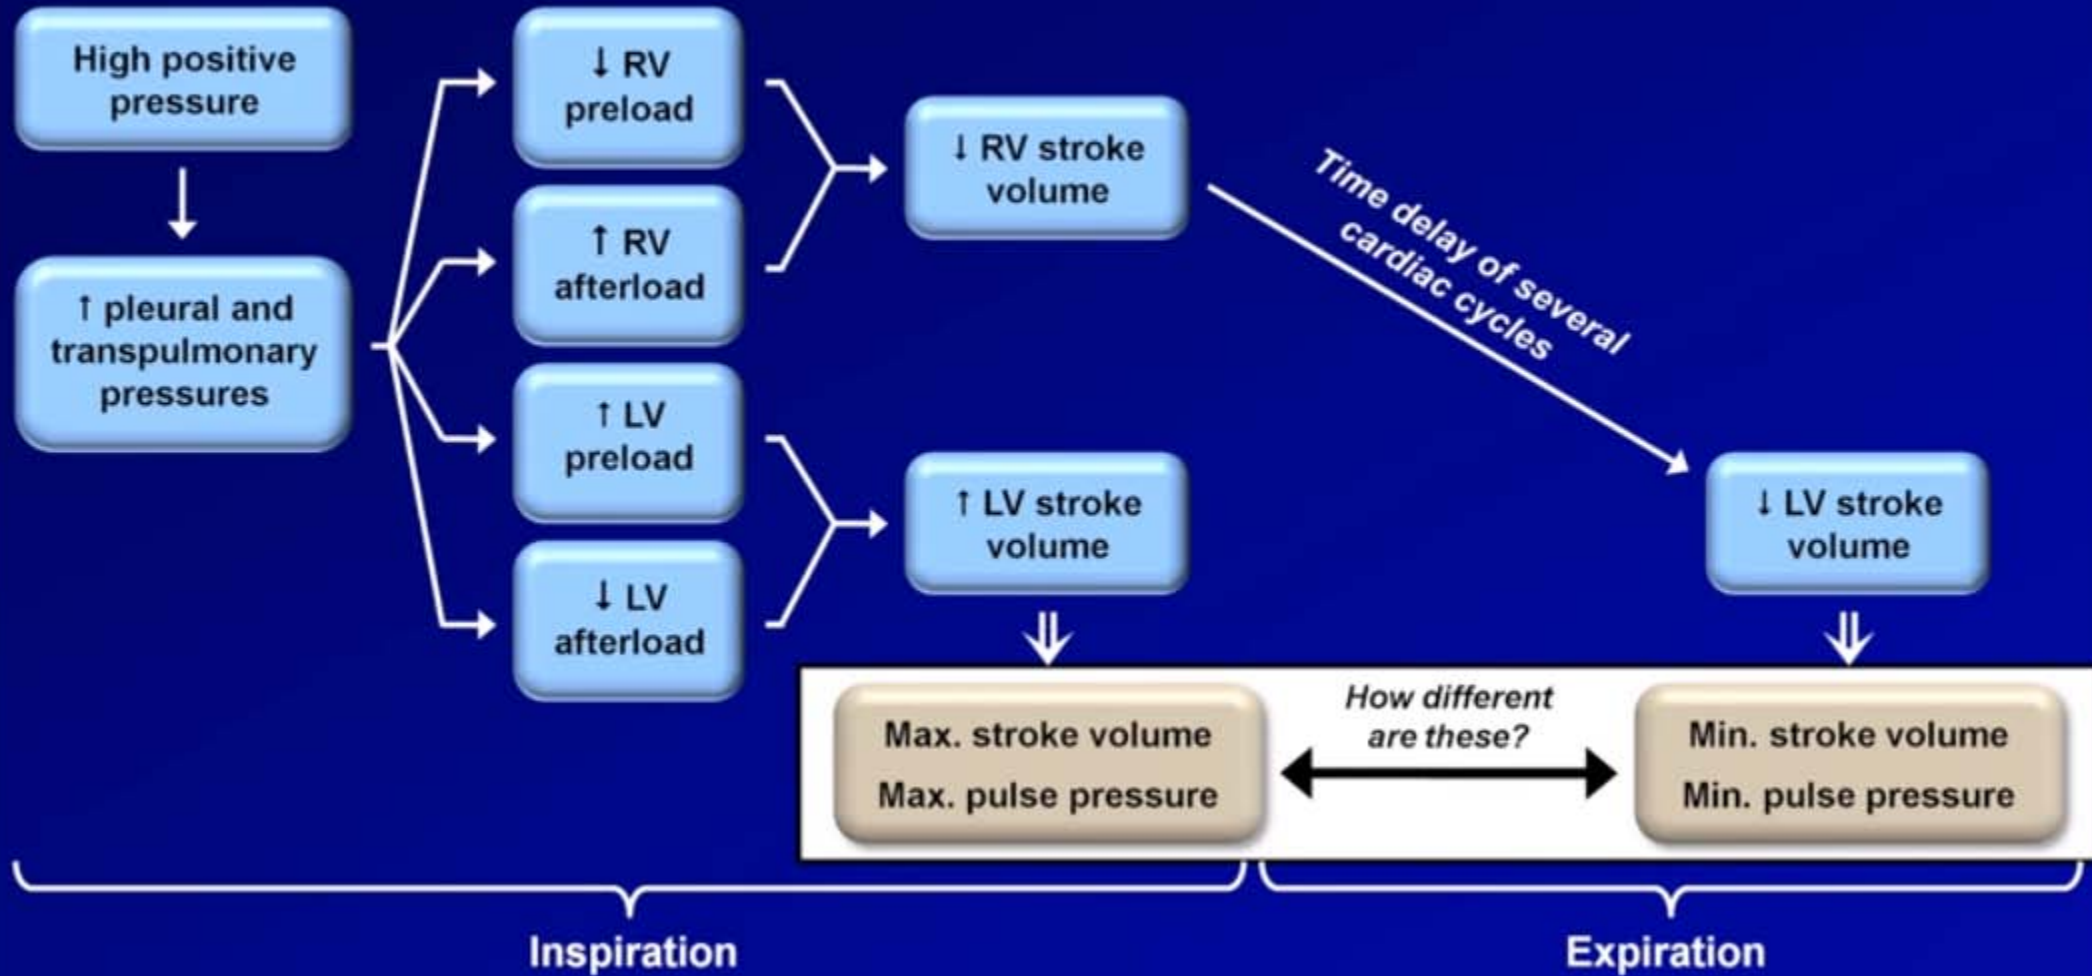 High positive
pressure
↑ pleural and
transpulmonary
pressures
↓ RV
preload
↑ RV
afterload
↑ LV
preload
↓ LV
afterload
↓ RV stroke
volume
↑ LV stroke
volume
Time delay of several
cardiac cycles
↓ LV stroke
volume
Max. stroke volume
Max. pulse pressure
How different
are these?
Min. stroke volume
Min. pulse pressure
Inspiration
Expiration